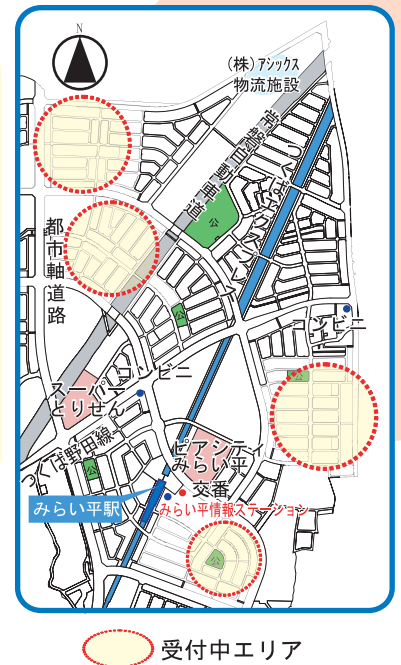 N
(株)アシックス
物流施設
常磐自動車道
つくばエクスプレス
公
都市軸道路
公
コンビニ
コンビニ
スーパー
とりせん
公
つくば野田線
ピアシティ
みらい平
公
交番
みらい平駅
みらい平情報ステーション
公
受付中エリア